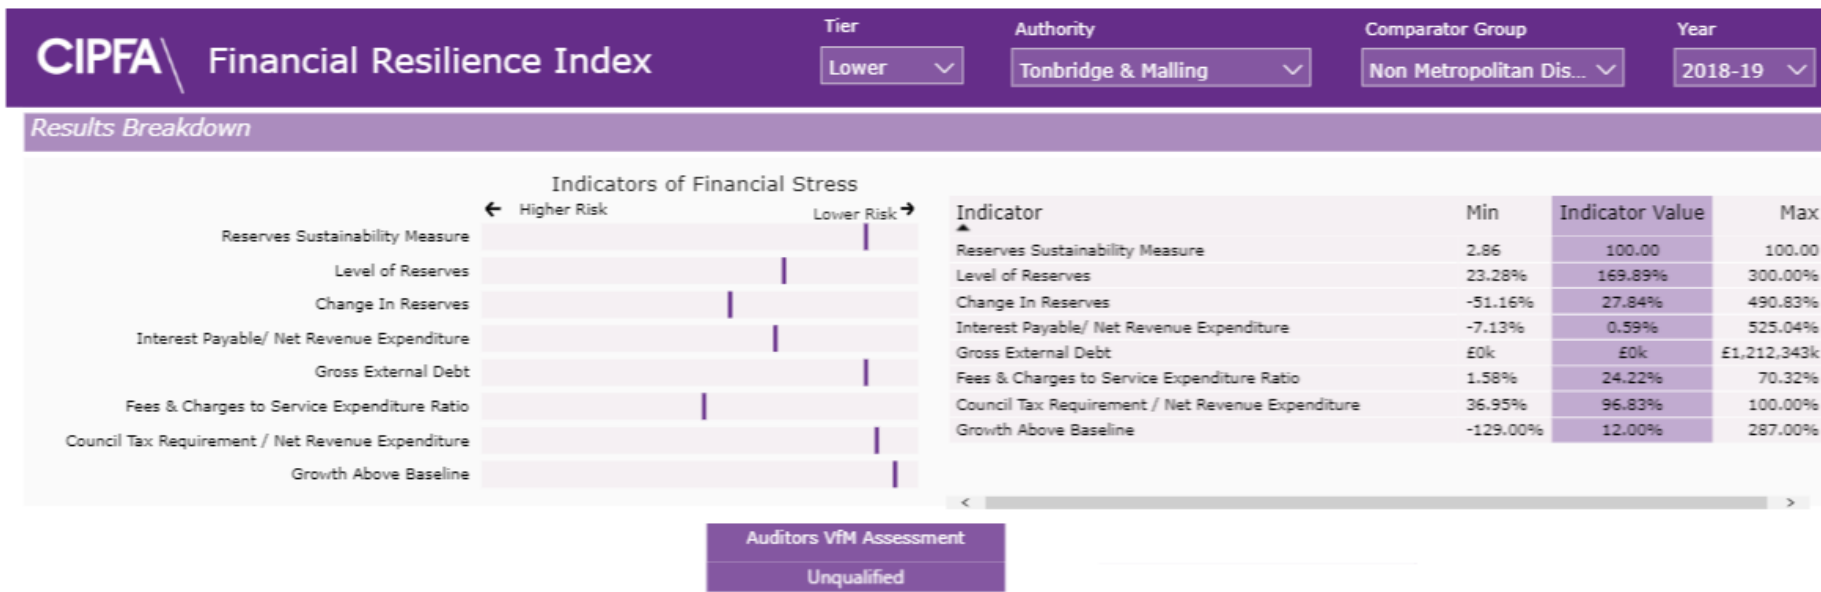 CIPFA\ Financial Resilience Index
Tier
Lower
Authority
Tonbridge & Malling
Comparator Group
Non Metropolitan Dis...
Year
2018-19
Results Breakdown
Indicators of Financial Stress
← Higher Risk Lower Risk →
Reserves Sustainability Measure
Level of Reserves
Change In Reserves
Interest Payable/ Net Revenue Expenditure
Gross External Debt
Fees & Charges to Service Expenditure Ratio
Council Tax Requirement / Net Revenue Expenditure
Growth Above Baseline
Indicator Min Indicator Value Max
Reserves Sustainability Measure 2.86 100.00 100.00
Level of Reserves 23.28% 169.89% 300.00%
Change In Reserves -51.16% 27.84% 490.83%
Interest Payable/ Net Revenue Expenditure -7.13% 0.59% 525.04%
Gross External Debt £0k £0k £1,212,343k
Fees & Charges to Service Expenditure Ratio 1.58% 24.22% 70.32%
Council Tax Requirement / Net Revenue Expenditure 36.95% 96.83% 100.00%
Growth Above Baseline -129.00% 12.00% 287.00%
Auditors VfM Assessment
Unqualified